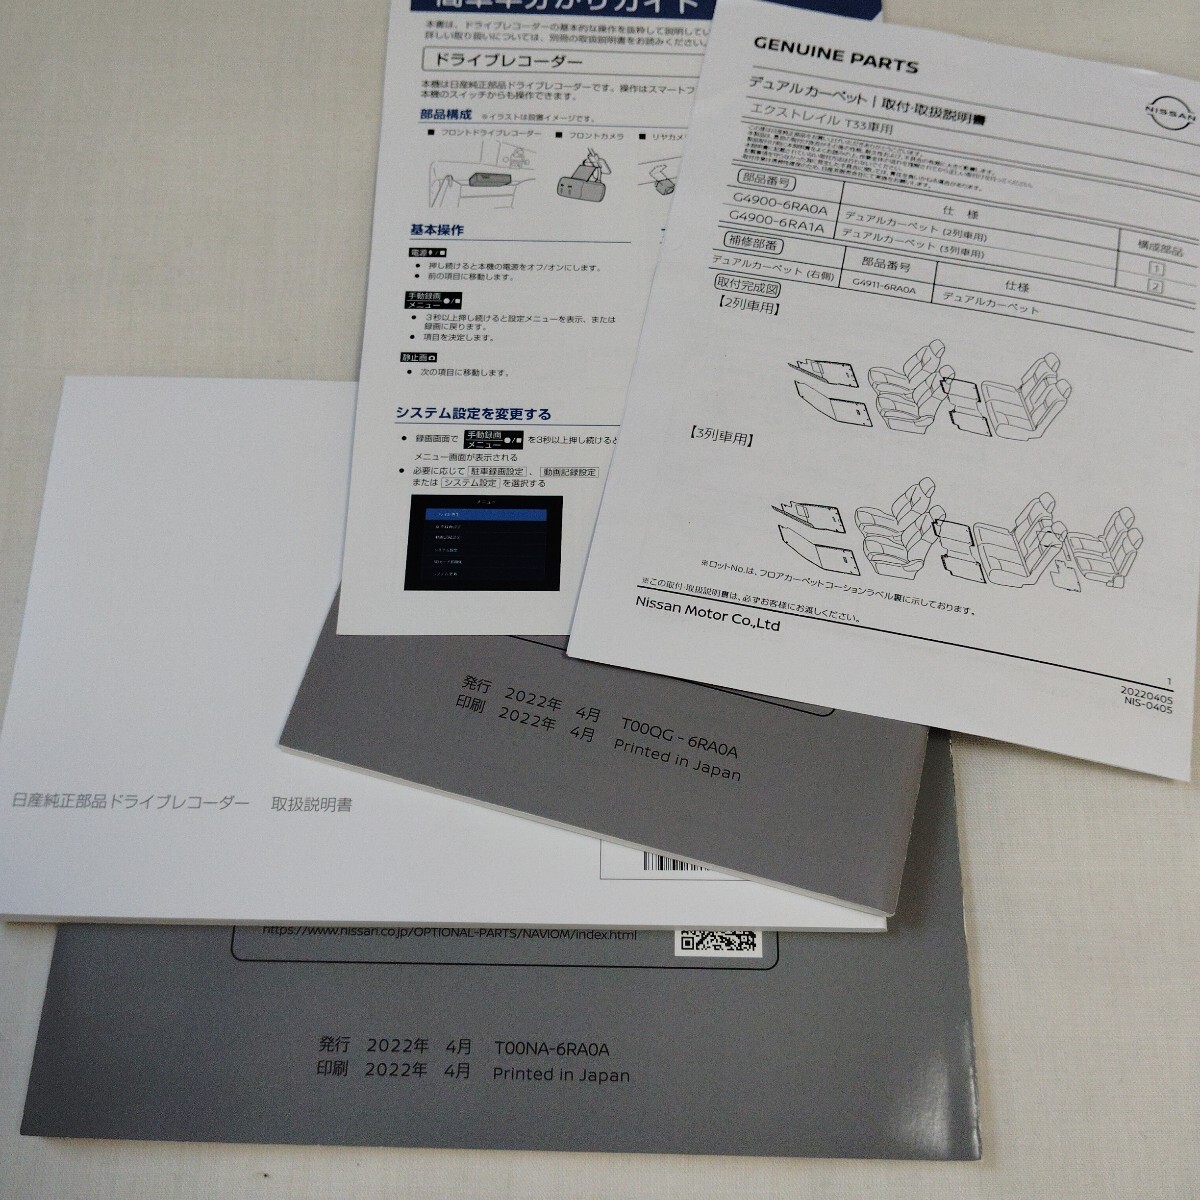 簡単早分かりガイド
本書は、ドライブレコーダーの基本的な操作を抜粋して説明してい
詳しい取り扱いについては、別冊の取扱説明書をお読みください。
ドライブレコーダー
本機は日産純正部品ドライブレコーダーです。操作はスマートフ
本機のスイッチからも操作できます。
部品構成 ※イラストは設置イメージです。
■ フロントドライブレコーダー ■ フロントカメラ ■ リヤカメラ
基本操作
電源
● 押し続けると本機の電源をオフ/オンにします。
● 前の項目に移動します。
手動録画
メニュー ●/■
● 3秒以上押し続けると設定メニューを表示、または
録画に戻ります。
● 項目を決定します。
静止画
● 次の項目に移動します。
システム設定を変更する
● 録画画面で 手動録画 メニュー ●/■ を3秒以上押し続けると
メニュー画面が表示される
● 必要に応じて 駐車録画設定 、 動画記録設定
または システム設定 を選択する
メニュー
GENUINE PARTS
NISSAN
デュアルカーペット | 取付・取扱説明書
エクストレイル T33車用
部品番号
仕 様
構成部品
G4900-6RA0A デュアルカーペット (2列車用) 1
G4900-6RA1A デュアルカーペット (3列車用) 2
補修部番
部品番号
仕様
デュアルカーペット (右側) G4911-6RA0A デュアルカーペット
取付完成図
【2列車用】
【3列車用】
※ロットNo.は、フロアカーペットコーションラベル裏に示しております。
※この取付・取扱説明書は、必ずお客様にお渡しください。
Nissan Motor Co.,Ltd
1
20220405
NIS-0405
発行 2022年 4月 T00QG - 6RA0A
印刷 2022年 4月 Printed in Japan
日産純正部品ドライブレコーダー 取扱説明書
https://www.nissan.co.jp/OPTIONAL-PARTS/NAVIOM/index.html
発行 2022年 4月 T00NA-6RA0A
印刷 2022年 4月 Printed in Japan